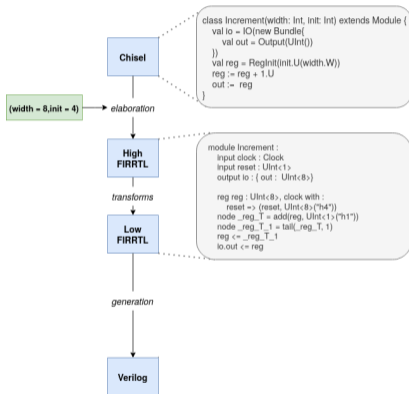 class Increment(width: Int, init: Int) extends Module {
val io = IO(new Bundle{
val out = Output(UInt())
})
val reg = RegInit(init.U(width.W))
reg := reg + 1.U
out := reg
}
Chisel
(width = 8,init = 4)
elaboration
High
FIRRTL
module Increment :
input clock : Clock
input reset : UInt<1>
output io : { out : UInt<8>}
reg reg : UInt<8>, clock with :
reset => (reset, UInt<8>("h4"))
node _reg_T = add(reg, UInt<1>("h1"))
node _reg_T_1 = tail(_reg_T, 1)
reg <= _reg_T_1
io.out <= reg
transforms
Low
FIRRTL
generation
Verilog